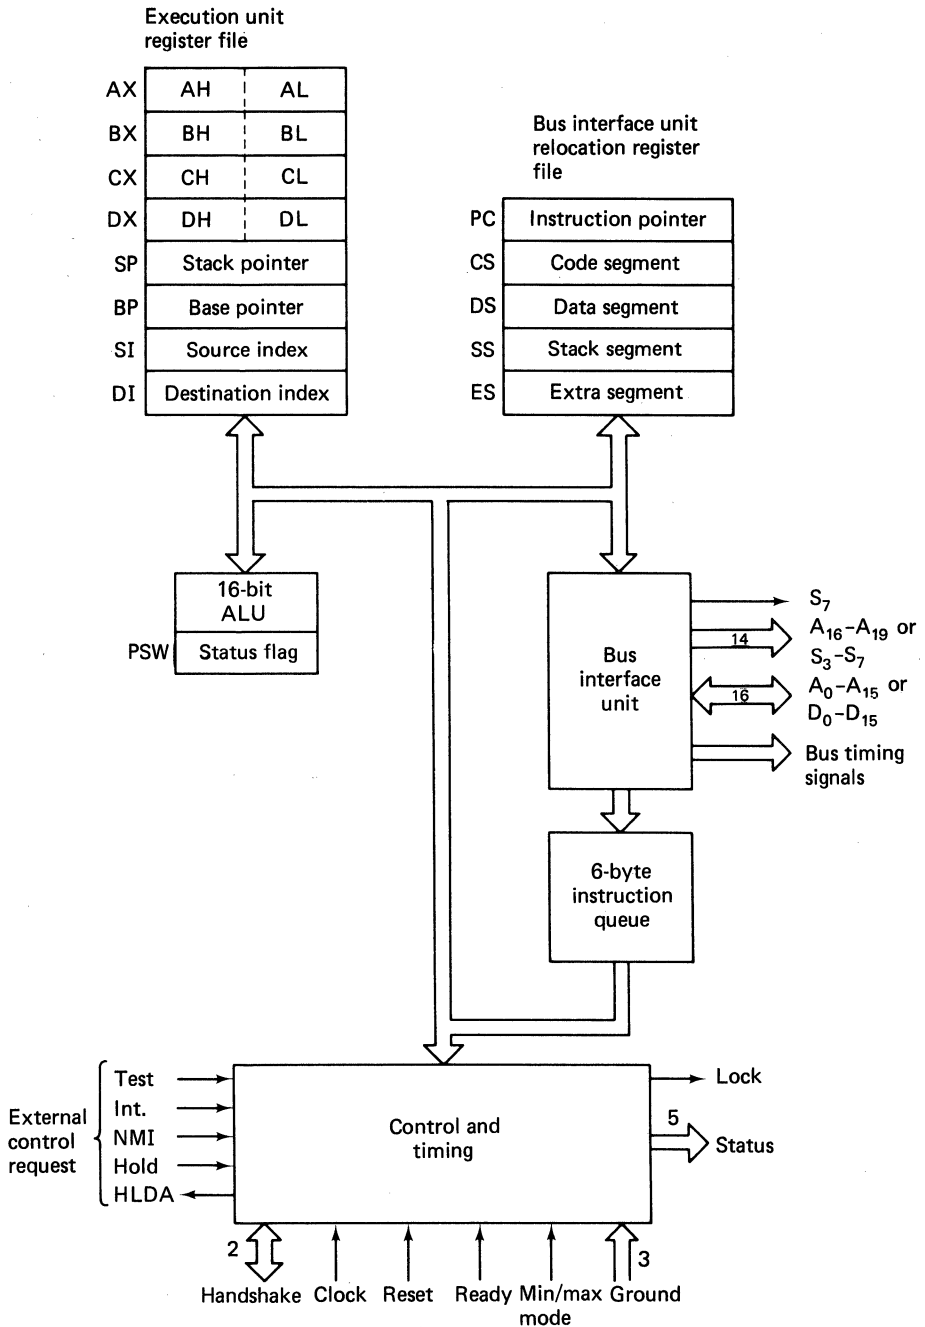 Execution unit
register file
AX AH AL
BX BH BL
CX CH CL
DX DH DL
SP Stack pointer
BP Base pointer
SI Source index
DI Destination index
Bus interface unit
relocation register
file
PC Instruction pointer
CS Code segment
DS Data segment
SS Stack segment
ES Extra segment
16-bit
ALU
PSW Status flag
Bus
interface
unit
S₇
14 A₁₆–A₁₉ or
S₃–S₇
16 A₀–A₁₅ or
D₀–D₁₅
Bus timing
signals
6-byte
instruction
queue
External
control
request
Test
Int.
NMI
Hold
HLDA
Control and
timing
Lock
5
Status
2
3
Handshake Clock Reset Ready Min/max Ground
mode